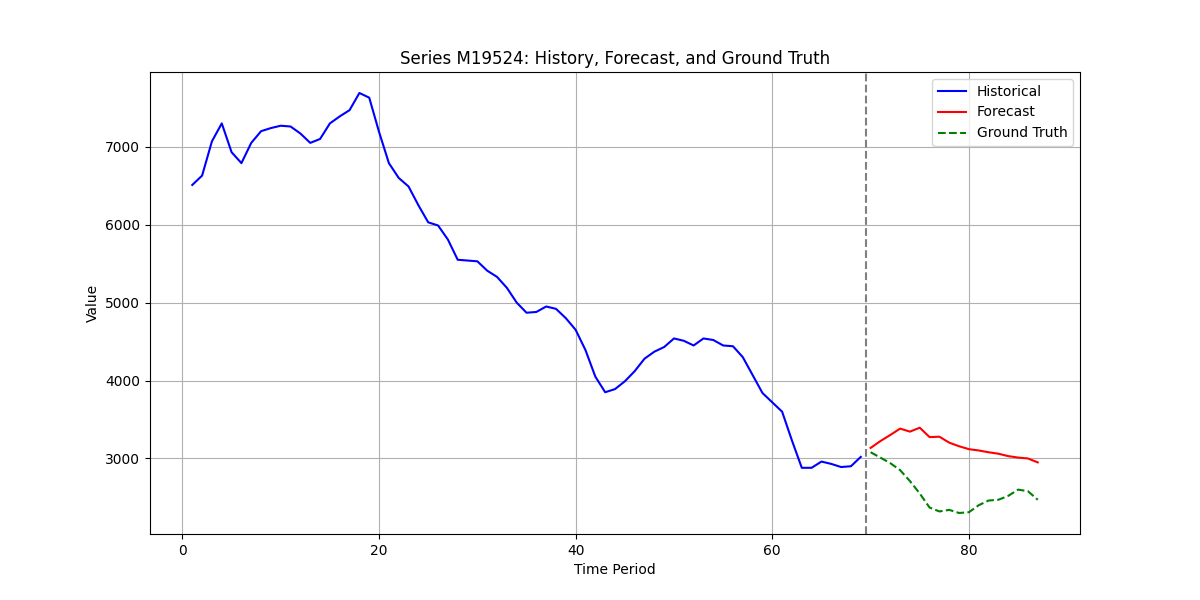 Series M19524: History, Forecast, and Ground Truth
Historical
Forecast
Ground Truth
7000
6000
5000
4000
3000
Value
0 20 40 60 80
Time Period